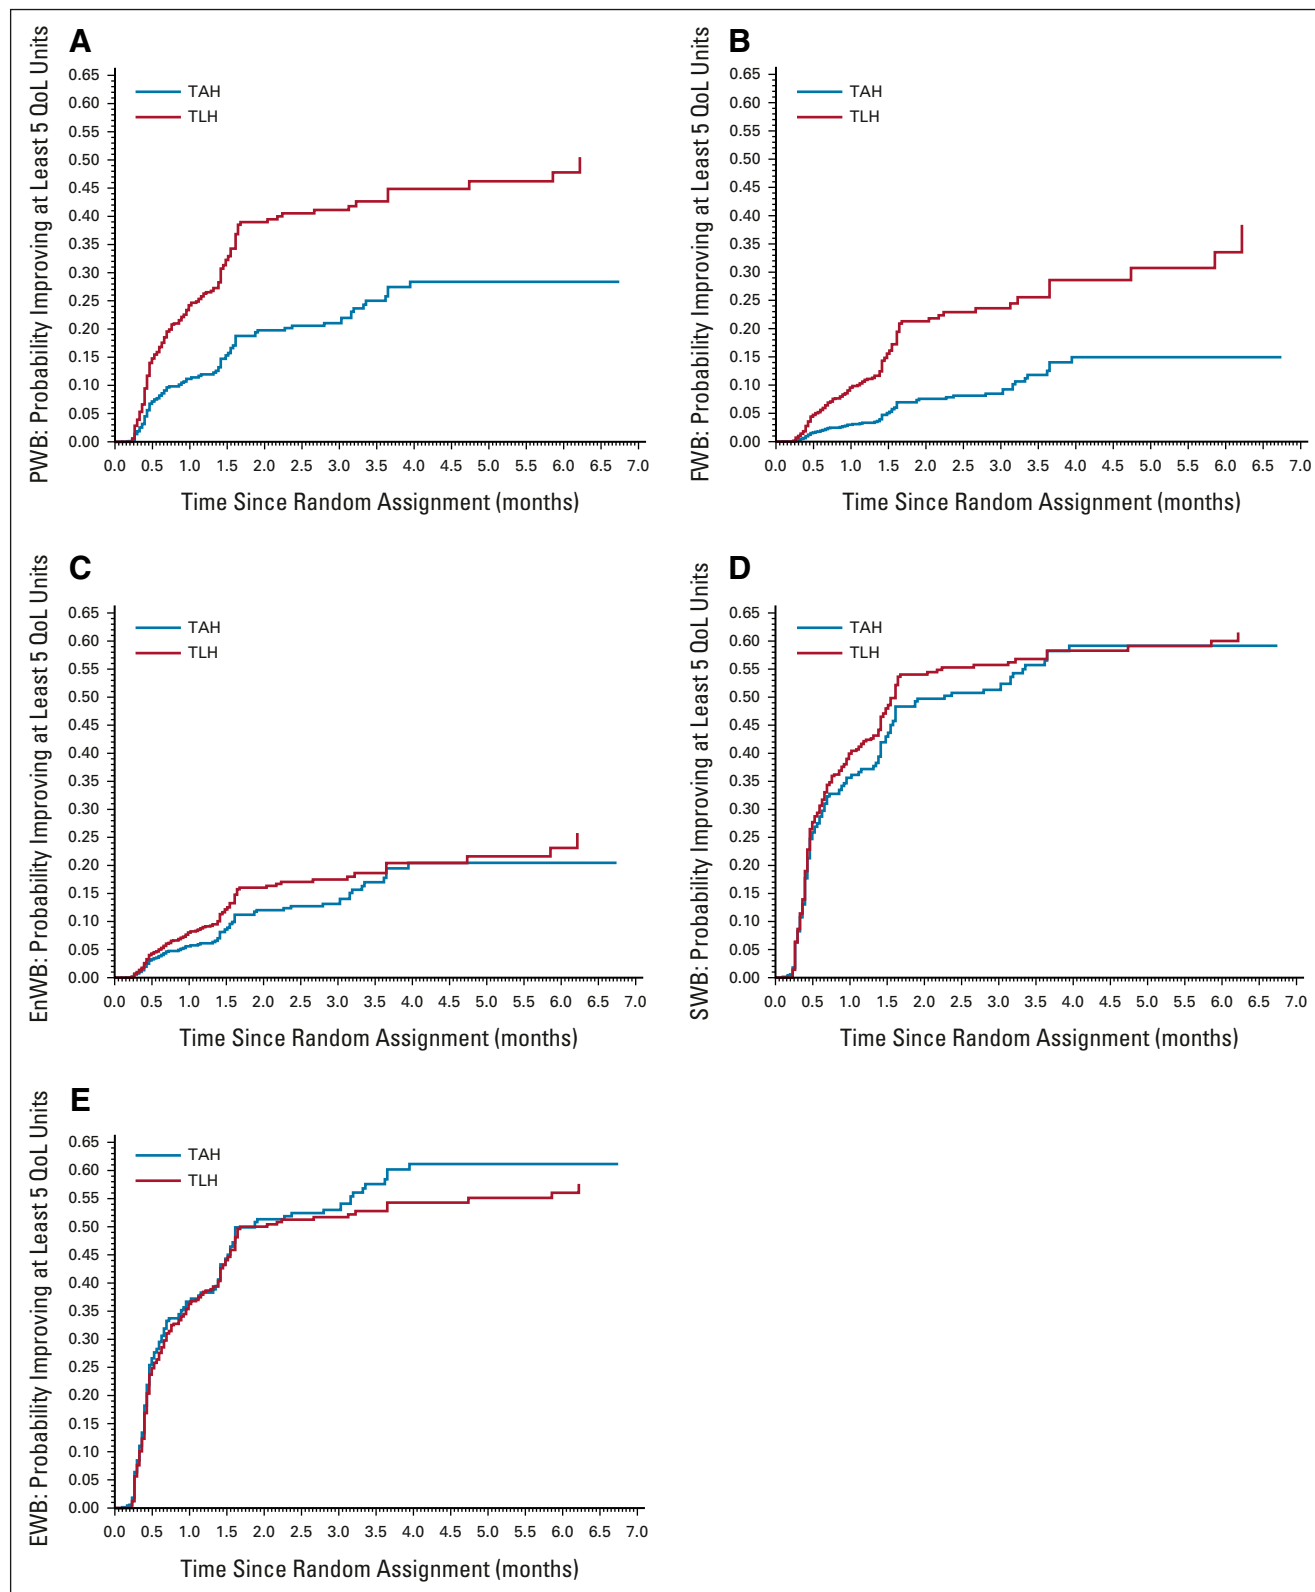 A
PWB: Probability Improving at Least 5 QoL Units
0.65
0.60
0.55
0.50
0.45
0.40
0.35
0.30
0.25
0.20
0.15
0.10
0.05
0.00
TAH
TLH
0.0 0.5 1.0 1.5 2.0 2.5 3.0 3.5 4.0 4.5 5.0 5.5 6.0 6.5 7.0
Time Since Random Assignment (months)
B
FWB: Probability Improving at Least 5 QoL Units
0.65
0.60
0.55
0.50
0.45
0.40
0.35
0.30
0.25
0.20
0.15
0.10
0.05
0.00
TAH
TLH
0.0 0.5 1.0 1.5 2.0 2.5 3.0 3.5 4.0 4.5 5.0 5.5 6.0 6.5 7.0
Time Since Random Assignment (months)
C
EnWB: Probability Improving at Least 5 QoL Units
0.65
0.60
0.55
0.50
0.45
0.40
0.35
0.30
0.25
0.20
0.15
0.10
0.05
0.00
TAH
TLH
0.0 0.5 1.0 1.5 2.0 2.5 3.0 3.5 4.0 4.5 5.0 5.5 6.0 6.5 7.0
Time Since Random Assignment (months)
D
SWB: Probability Improving at Least 5 QoL Units
0.65
0.60
0.55
0.50
0.45
0.40
0.35
0.30
0.25
0.20
0.15
0.10
0.05
0.00
TAH
TLH
0.0 0.5 1.0 1.5 2.0 2.5 3.0 3.5 4.0 4.5 5.0 5.5 6.0 6.5 7.0
Time Since Random Assignment (months)
E
EWB: Probability Improving at Least 5 QoL Units
0.65
0.60
0.55
0.50
0.45
0.40
0.35
0.30
0.25
0.20
0.15
0.10
0.05
0.00
TAH
TLH
0.0 0.5 1.0 1.5 2.0 2.5 3.0 3.5 4.0 4.5 5.0 5.5 6.0 6.5 7.0
Time Since Random Assignment (months)